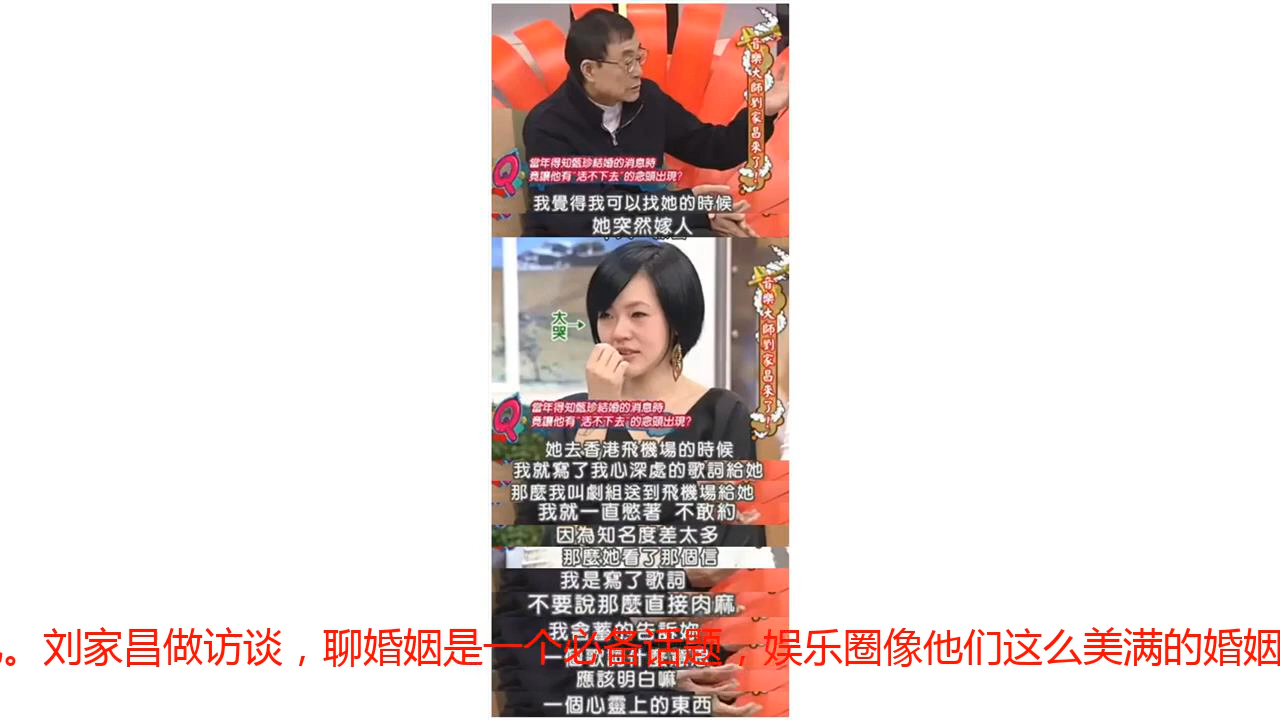 音樂大師劉家昌來了!
Q
當年得知甄珍結婚的消息時
竟讓他有"活不下去"的念頭出現?
我覺得我可以找她的時候
她突然嫁人
大哭→
音樂大師劉家昌來了!
Q
當年得知甄珍結婚的消息時
竟讓他有"活不下去"的念頭出現?
她去香港飛機場的時候
我就寫了我心深處的歌詞給她
那麼我叫劇組送到飛機場給她
我就一直憋著 不敢約
因為知名度差太多
那麼她看了那個信
我是寫了歌詞
不要說那麼直接肉麻
我含蓄的告訴她
。刘家昌做访谈，聊婚姻是一个必备话题，娱乐圈像他们这么美满的婚姻
應該明白嘛
一個心靈上的東西